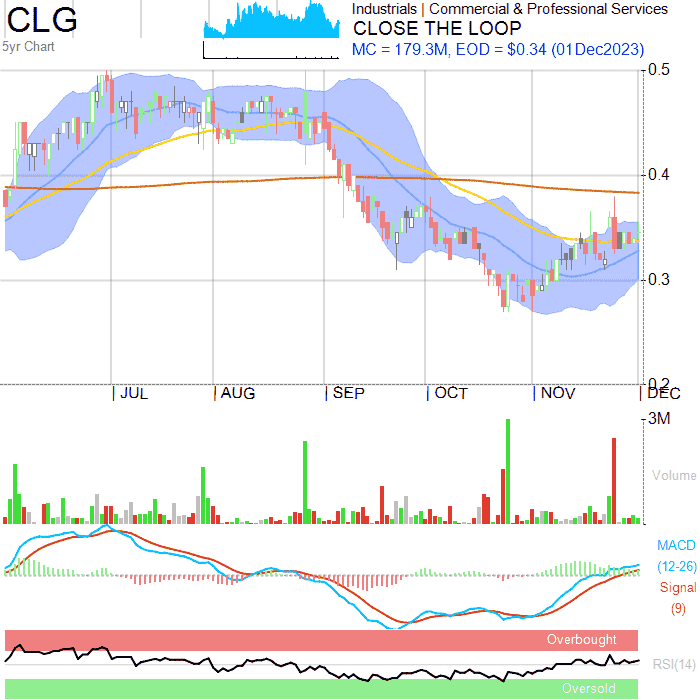 CLG
5yr Chart
Industrials | Commercial & Professional Services
CLOSE THE LOOP
MC = 179.3M, EOD = $0.34 (01Dec2023)
0.5
0.4
0.3
0.2
JUL AUG SEP OCT NOV DEC
3M
Volume
MACD
(12-26)
Signal
(9)
Overbought
RSI(14)
Oversold